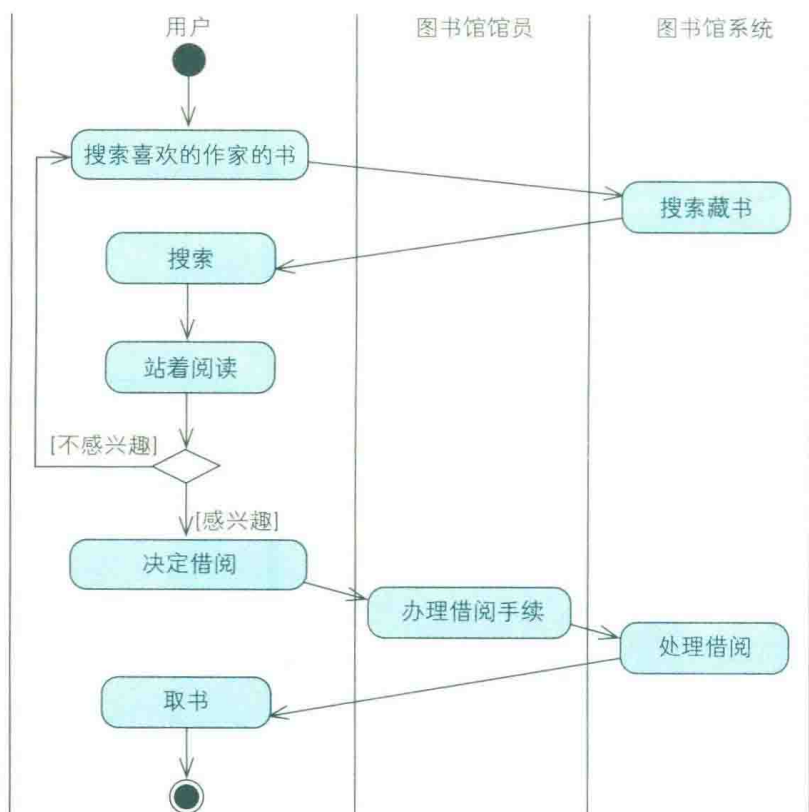 用户
图书馆馆员
图书馆系统
搜索喜欢的作家的书
搜索藏书
搜索
站着阅读
[不感兴趣]
[感兴趣]
决定借阅
办理借阅手续
处理借阅
取书